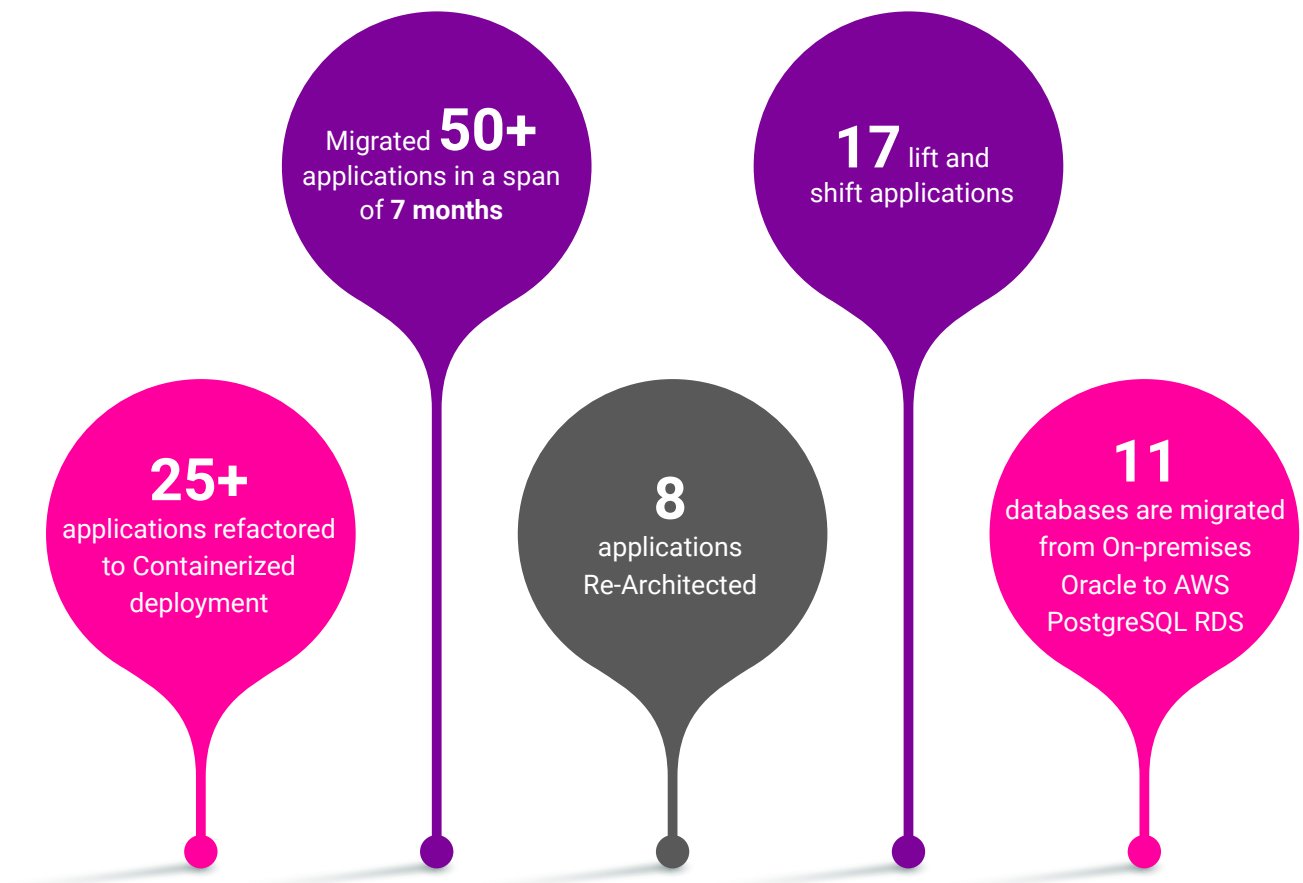 Migrated 50+
applications in a span
of 7 months
17 lift and
shift applications
25+
applications refactored
to Containerized
deployment
8
applications
Re-Architected
11
databases are migrated
from On-premises
Oracle to AWS
PostgreSQL RDS